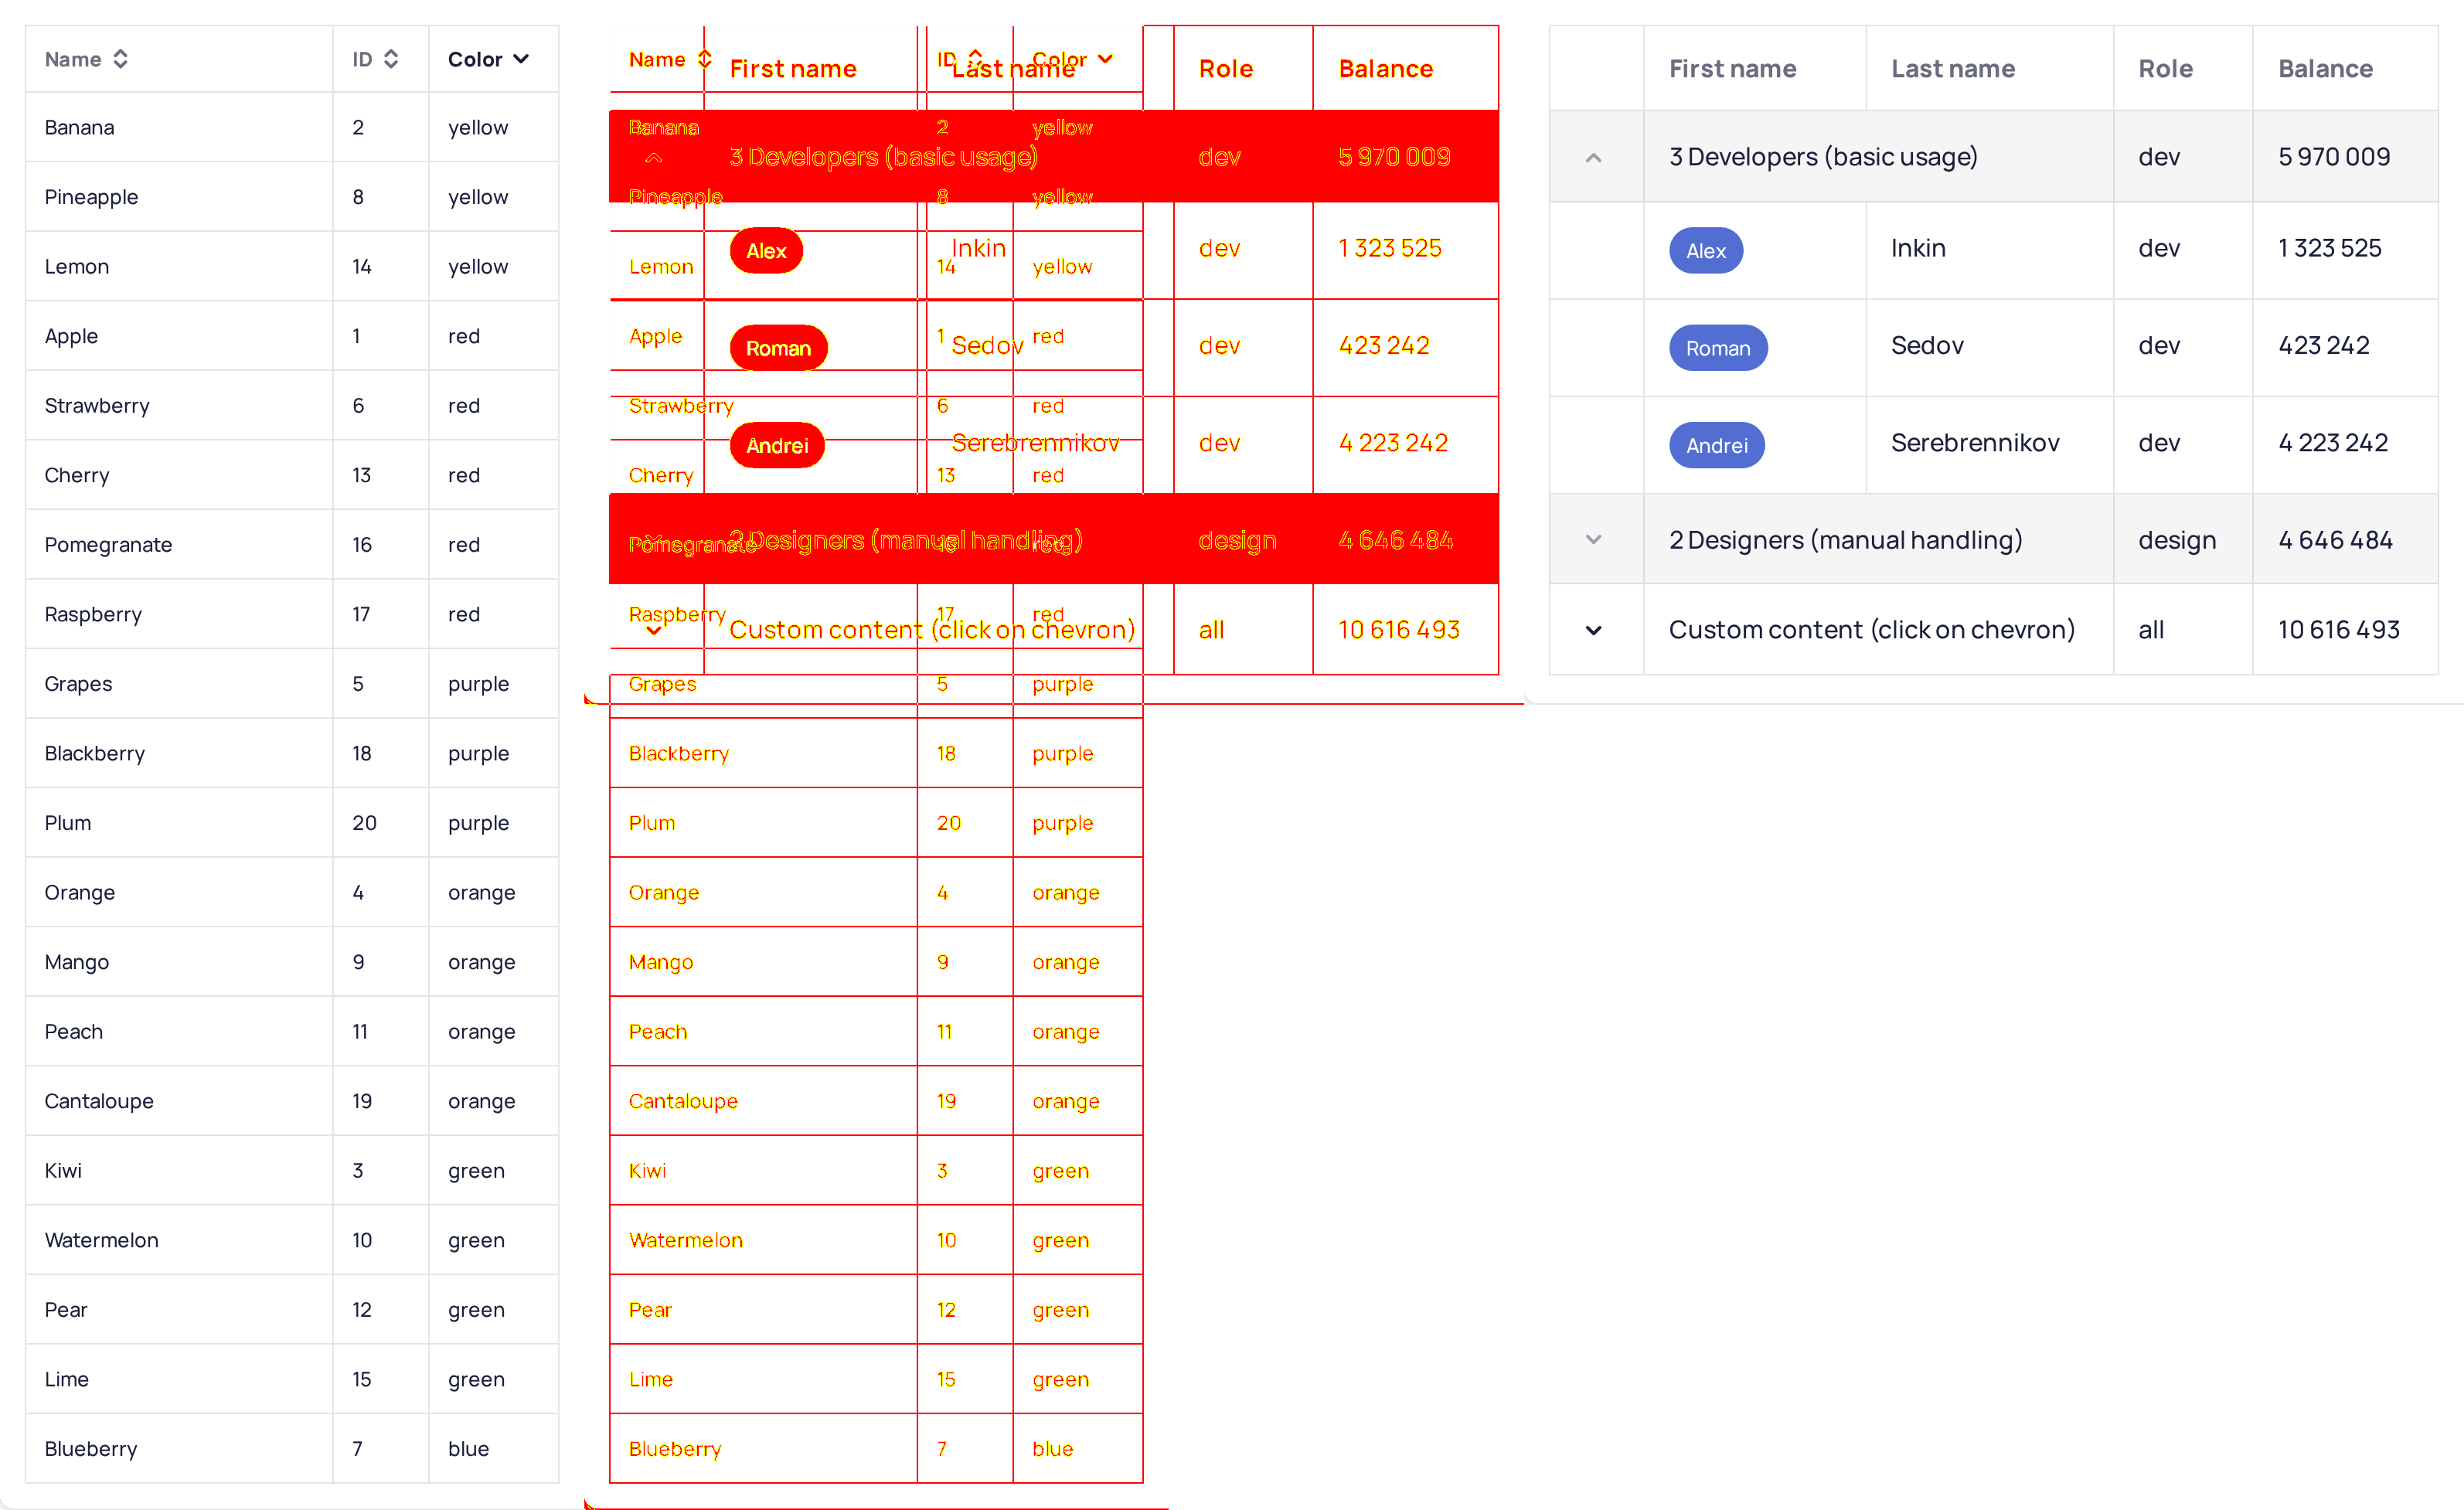 Name ID Color
Banana 2 yellow
Pineapple 8 yellow
Lemon 14 yellow
Apple 1 red
Strawberry 6 red
Cherry 13 red
Pomegranate 16 red
Raspberry 17 red
Grapes 5 purple
Blackberry 18 purple
Plum 20 purple
Orange 4 orange
Mango 9 orange
Peach 11 orange
Cantaloupe 19 orange
Kiwi 3 green
Watermelon 10 green
Pear 12 green
Lime 15 green
Blueberry 7 blue
Name ID Color
First name Last name Role Balance
Banana 2 yellow
3 Developers (basic usage) dev 5 970 009
Pineapple 8 yellow
Alex Inkin dev 1 323 525
Lemon 14 yellow
Apple 1 red
Roman Sedov dev 423 242
Strawberry 6 red
Andrei Serebrennikov dev 4 223 242
Cherry 13 red
2 Designers (manual handling) design 4 646 484
Pomegranate 16 red
Raspberry 17 red
Custom content (click on chevron) all 10 616 493
Grapes 5 purple
Blackberry 18 purple
Plum 20 purple
Orange 4 orange
Mango 9 orange
Peach 11 orange
Cantaloupe 19 orange
Kiwi 3 green
Watermelon 10 green
Pear 12 green
Lime 15 green
Blueberry 7 blue
First name Last name Role Balance
3 Developers (basic usage) dev 5 970 009
Alex Inkin dev 1 323 525
Roman Sedov dev 423 242
Andrei Serebrennikov dev 4 223 242
2 Designers (manual handling) design 4 646 484
Custom content (click on chevron) all 10 616 493